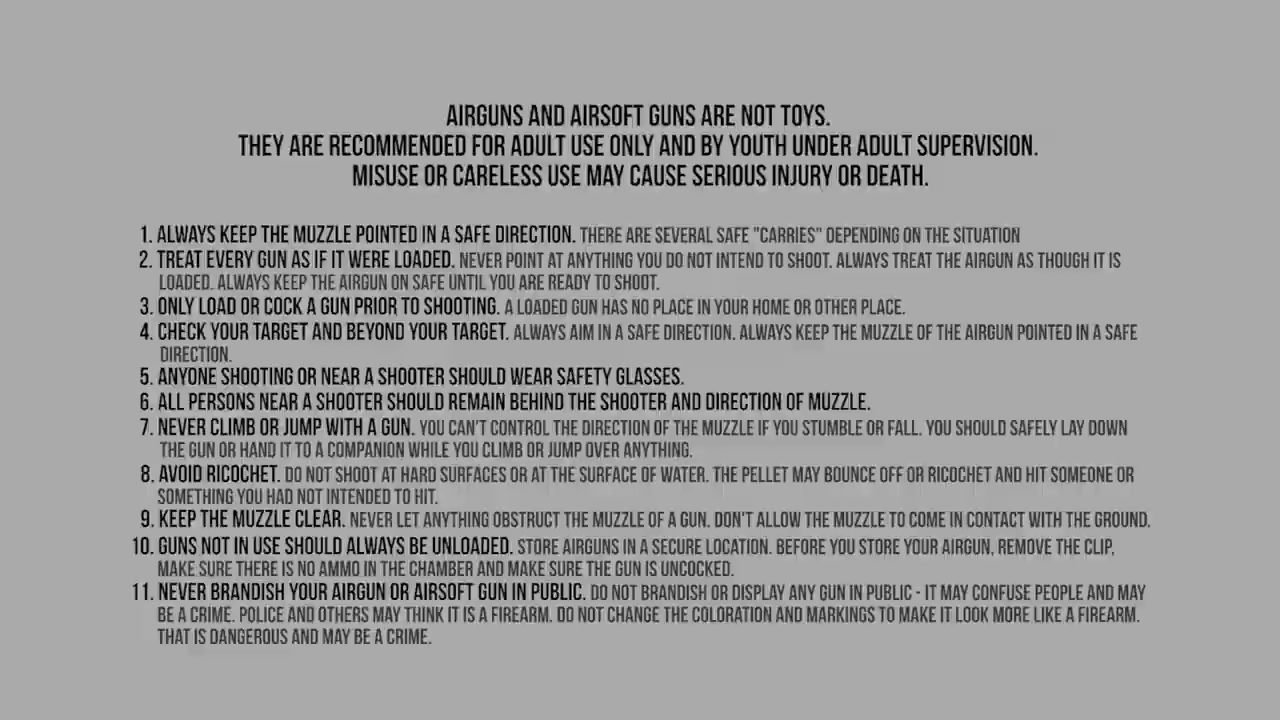 AIRGUNS AND AIRSOFT GUNS ARE NOT TOYS.
THEY ARE RECOMMENDED FOR ADULT USE ONLY AND BY YOUTH UNDER ADULT SUPERVISION.
MISUSE OR CARELESS USE MAY CAUSE SERIOUS INJURY OR DEATH.
1. ALWAYS KEEP THE MUZZLE POINTED IN A SAFE DIRECTION. THERE ARE SEVERAL SAFE "CARRIES" DEPENDING ON THE SITUATION
2. TREAT EVERY GUN AS IF IT WERE LOADED. NEVER POINT AT ANYTHING YOU DO NOT INTEND TO SHOOT. ALWAYS TREAT THE AIRGUN AS THOUGH IT IS
LOADED. ALWAYS KEEP THE AIRGUN ON SAFE UNTIL YOU ARE READY TO SHOOT.
3. ONLY LOAD OR COCK A GUN PRIOR TO SHOOTING. A LOADED GUN HAS NO PLACE IN YOUR HOME OR OTHER PLACE.
4. CHECK YOUR TARGET AND BEYOND YOUR TARGET. ALWAYS AIM IN A SAFE DIRECTION. ALWAYS KEEP THE MUZZLE OF THE AIRGUN POINTED IN A SAFE
DIRECTION.
5. ANYONE SHOOTING OR NEAR A SHOOTER SHOULD WEAR SAFETY GLASSES.
6. ALL PERSONS NEAR A SHOOTER SHOULD REMAIN BEHIND THE SHOOTER AND DIRECTION OF MUZZLE.
7. NEVER CLIMB OR JUMP WITH A GUN. YOU CAN'T CONTROL THE DIRECTION OF THE MUZZLE IF YOU STUMBLE OR FALL. YOU SHOULD SAFELY LAY DOWN
THE GUN OR HAND IT TO A COMPANION WHILE YOU CLIMB OR JUMP OVER ANYTHING.
8. AVOID RICOCHET. DO NOT SHOOT AT HARD SURFACES OR AT THE SURFACE OF WATER. THE PELLET MAY BOUNCE OFF OR RICOCHET AND HIT SOMEONE OR
SOMETHING YOU HAD NOT INTENDED TO HIT.
9. KEEP THE MUZZLE CLEAR. NEVER LET ANYTHING OBSTRUCT THE MUZZLE OF A GUN. DON'T ALLOW THE MUZZLE TO COME IN CONTACT WITH THE GROUND.
10. GUNS NOT IN USE SHOULD ALWAYS BE UNLOADED. STORE AIRGUNS IN A SECURE LOCATION. BEFORE YOU STORE YOUR AIRGUN, REMOVE THE CLIP,
MAKE SURE THERE IS NO AMMO IN THE CHAMBER AND MAKE SURE THE GUN IS UNCOCKED.
11. NEVER BRANDISH YOUR AIRGUN OR AIRSOFT GUN IN PUBLIC. DO NOT BRANDISH OR DISPLAY ANY GUN IN PUBLIC - IT MAY CONFUSE PEOPLE AND MAY
BE A CRIME. POLICE AND OTHERS MAY THINK IT IS A FIREARM. DO NOT CHANGE THE COLORATION AND MARKINGS TO MAKE IT LOOK MORE LIKE A FIREARM.
THAT IS DANGEROUS AND MAY BE A CRIME.